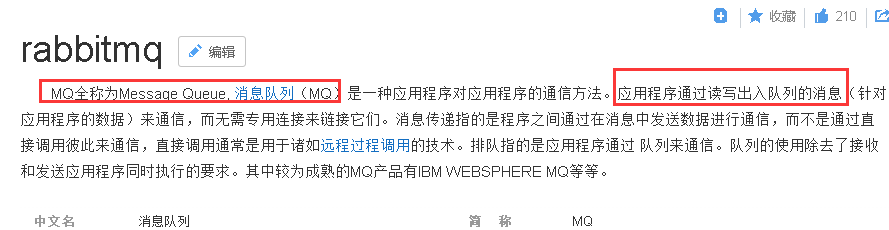 收藏 210
rabbitmq 编辑
MQ全称为Message Queue, 消息队列（MQ）是一种应用程序对应用程序的通信方法。应用程序通过读写出入队列的消息（针对
应用程序的数据）来通信，而无需专用连接来链接它们。消息传递指的是程序之间通过在消息中发送数据进行通信，而不是通过直
接调用彼此来通信，直接调用通常是用于诸如远程过程调用的技术。排队指的是应用程序通过 队列来通信。队列的使用除去了接收
和发送应用程序同时执行的要求。其中较为成熟的MQ产品有IBM WEBSPHERE MQ等等。
中文名 消息队列 简 称 MQ